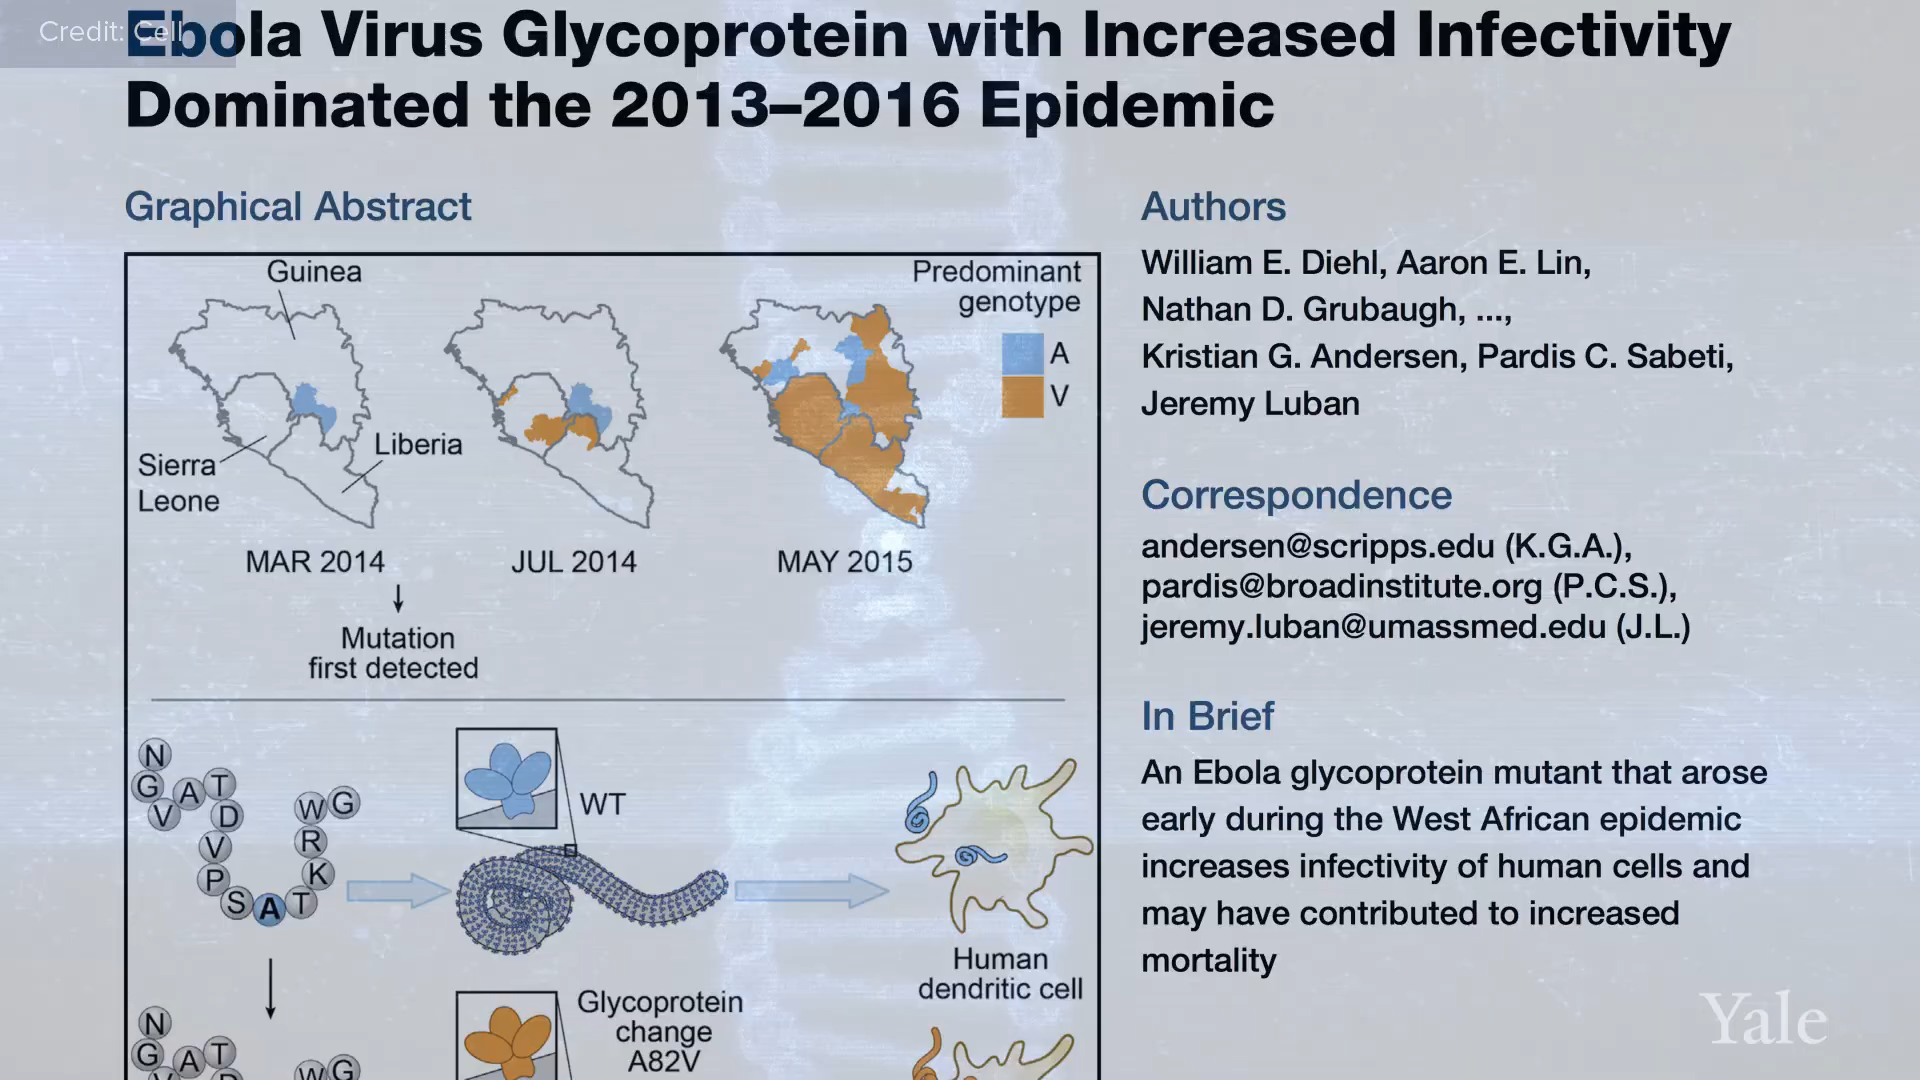 Credit: Cell
Ebola Virus Glycoprotein with Increased Infectivity
Dominated the 2013–2016 Epidemic
Graphical Abstract
Guinea
Predominant
genotype
A
V
Liberia
Sierra
Leone
MAR 2014
JUL 2014
MAY 2015
Mutation
first detected
N
G
V
A
T
D
V
P
S
A
T
K
R
W
G
WT
Human
dendritic cell
Glycoprotein
change
A82V
N
G
A
T
W
G
Authors
William E. Diehl, Aaron E. Lin,
Nathan D. Grubaugh, ...,
Kristian G. Andersen, Pardis C. Sabeti,
Jeremy Luban
Correspondence
andersen@scripps.edu (K.G.A.),
pardis@broadinstitute.org (P.C.S.),
jeremy.luban@umassmed.edu (J.L.)
In Brief
An Ebola glycoprotein mutant that arose
early during the West African epidemic
increases infectivity of human cells and
may have contributed to increased
mortality
Yale